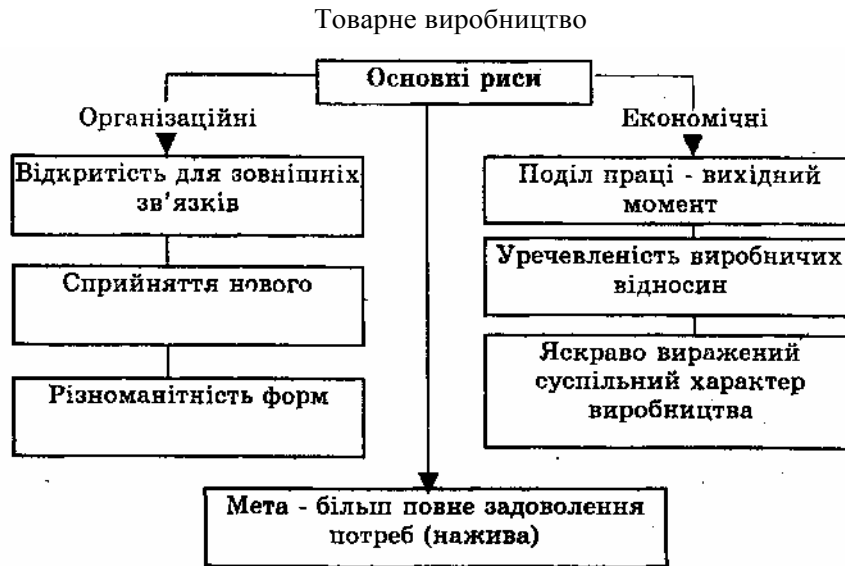 Товарне виробництво
Основні риси
Організаційні
Економічні
Відкритість для зовнішніх
зв'язків
Сприйняття нового
Різноманітність форм
Поділ праці - вихідний
момент
Уречевленість виробничих
відносин
Яскраво виражений
суспільний характер
виробництва
Мета - більш повне задоволення
потреб (нажива)